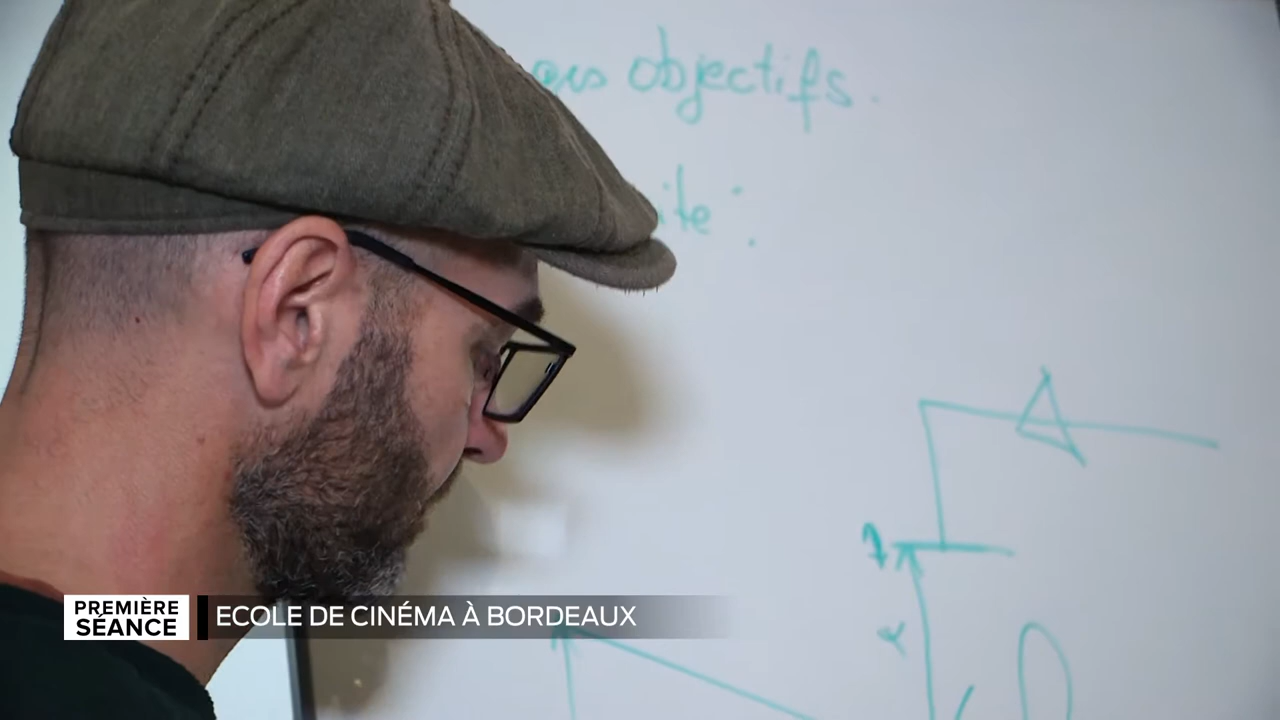 objectifs.
PREMIÈRE
SÉANCE
ECOLE DE CINÉMA À BORDEAUX